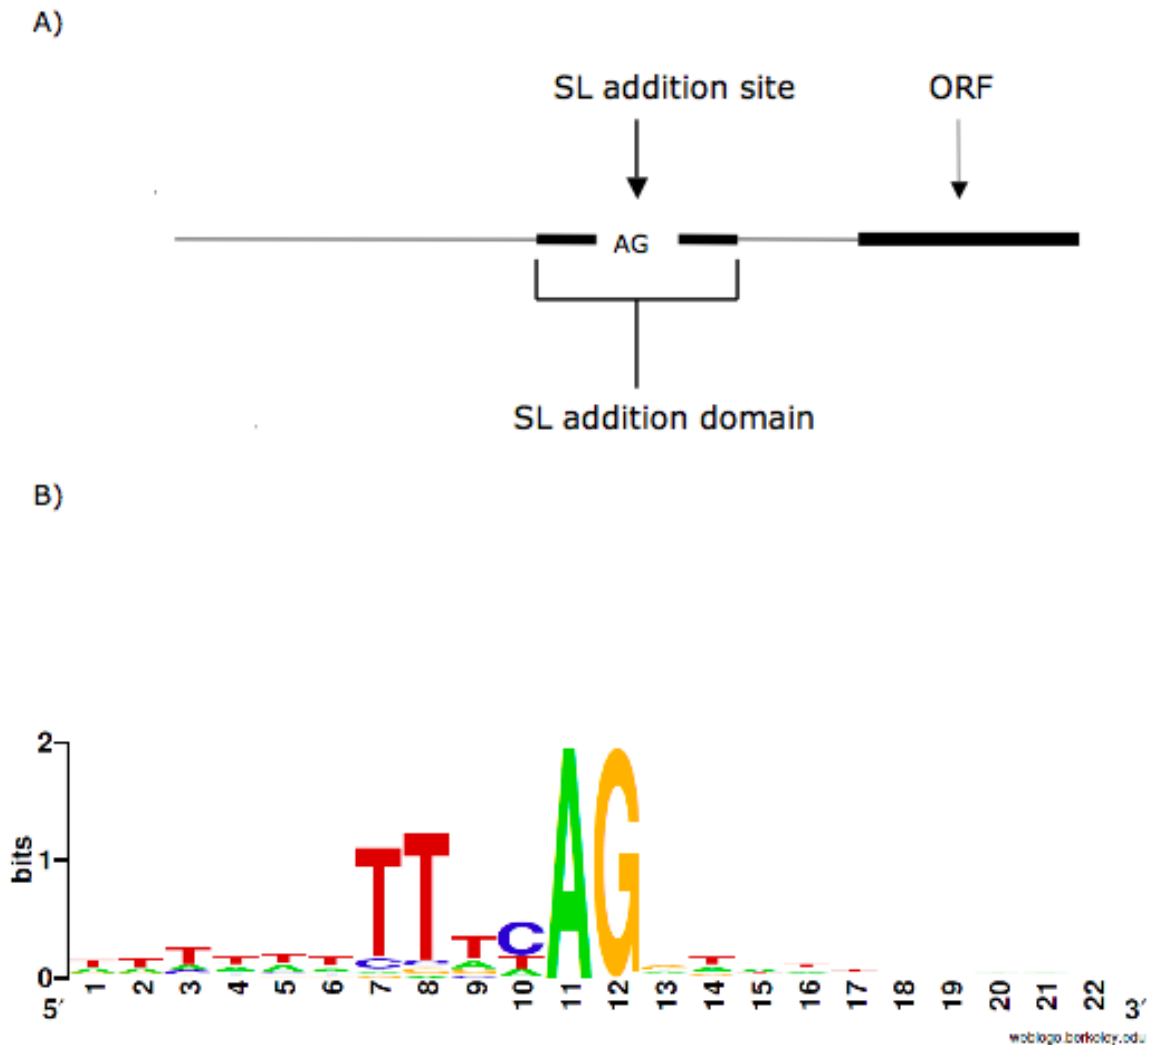 A)
SL addition site ORF
AG
SL addition domain
B)
2
bits
1
TT
T C AG
0
5′ 1 2 3 4 5 6 7 8 9 10 11 12 13 14 15 16 17 18 19 20 21 22 3′
weblogo.berkeley.edu